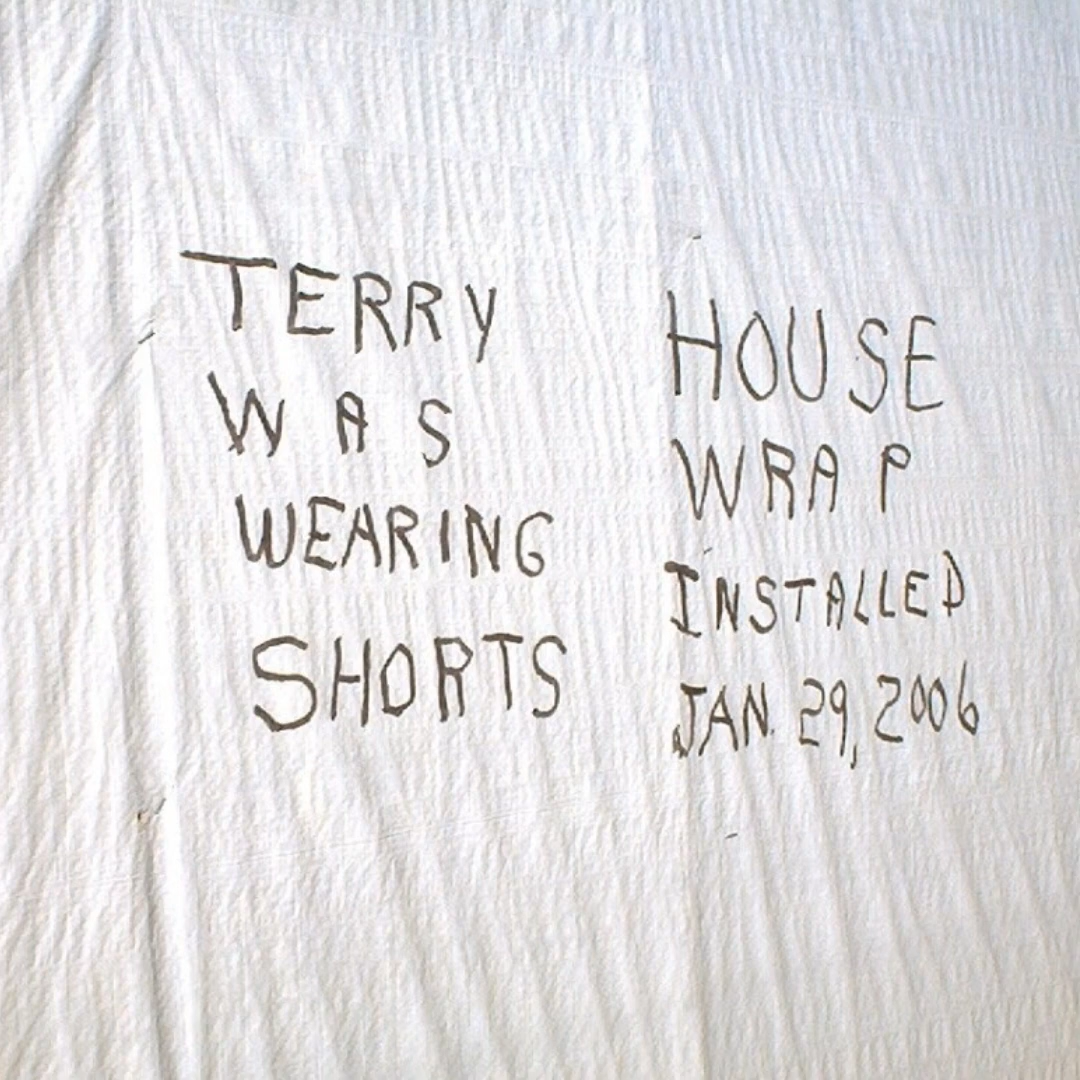 TERRY
WAS
WEARING
SHORTS
HOUSE
WRAP
INSTALLED
JAN. 29, 2006